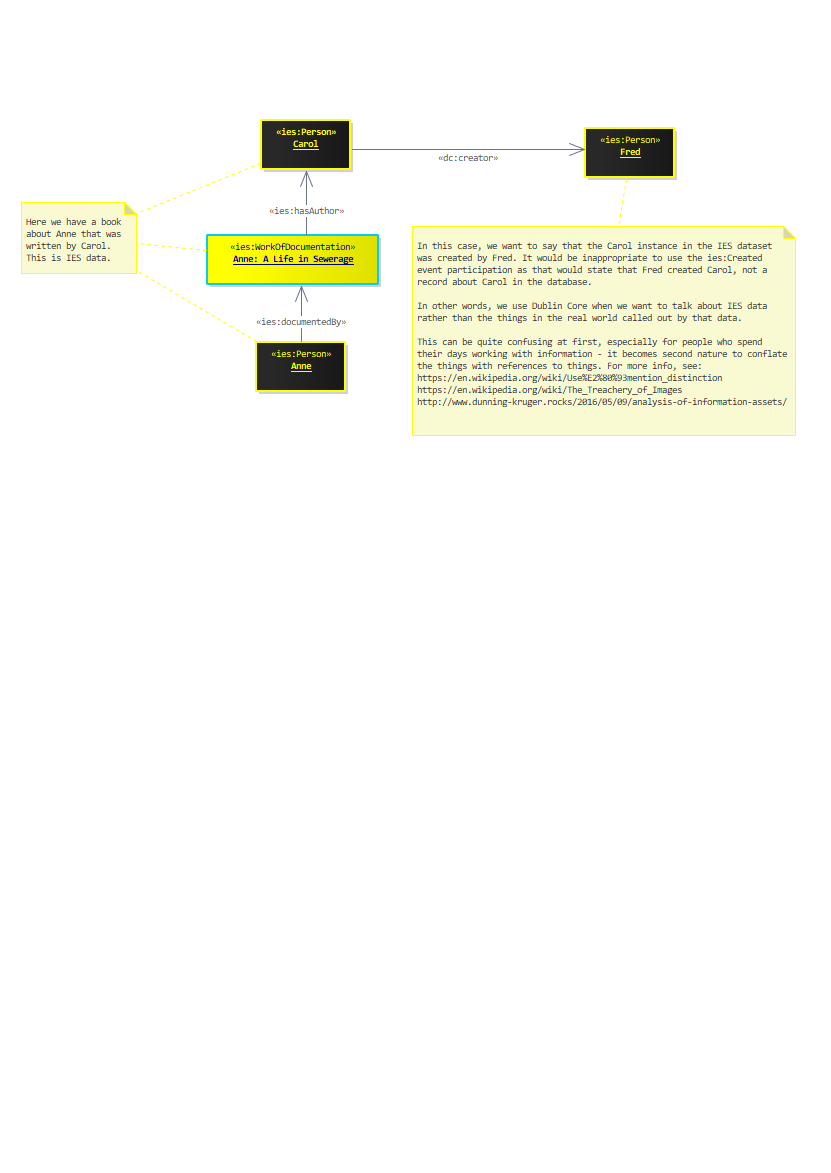 «ies:Person»
Carol
«ies:Person»
Fred
«dc:creator»
«ies:hasAuthor»
Here we have a book
about Anne that was
written by Carol.
This is IES data.
«ies:WorkOfDocumentation»
Anne: A Life in Sewerage
«ies:documentedBy»
«ies:Person»
Anne
In this case, we want to say that the Carol instance in the IES dataset
was created by Fred. It would be inappropriate to use the ies:Created
event participation as that would state that Fred created Carol, not a
record about Carol in the database.
In other words, we use Dublin Core when we want to talk about IES data
rather than the things in the real world called out by that data.
This can be quite confusing at first, especially for people who spend
their days working with information - it becomes second nature to conflate
the things with references to things. For more info, see:
https://en.wikipedia.org/wiki/Use%E2%80%93mention_distinction
https://en.wikipedia.org/wiki/The_Treachery_of_Images
http://www.dunning-kruger.rocks/2016/05/09/analysis-of-information-assets/